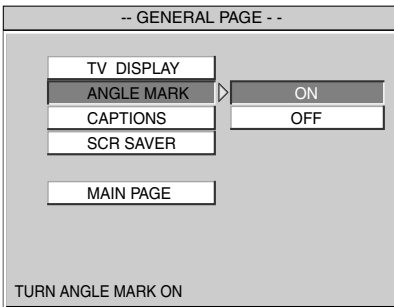 -- GENERAL PAGE - -
TV DISPLAY
ANGLE MARK ON
CAPTIONS OFF
SCR SAVER
MAIN PAGE
TURN ANGLE MARK ON